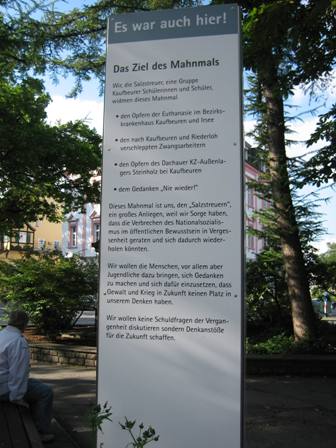 Es war auch hier!
Das Ziel des Mahnmals
Wir, die Salzstreuer, eine Gruppe
Kaufbeurer Schülerinnen und Schüler,
widmen dieses Mahnmal
• den Opfern der Euthanasie im Bezirks-
krankenhaus Kaufbeuren und Irsee
• den nach Kaufbeuren und Riederloh
verschleppten Zwangsarbeitern
• den Opfern des Dachauer KZ-Außenla-
gers Steinholz bei Kaufbeuren
• dem Gedanken „Nie wieder!"
Dieses Mahnmal ist uns, den „Salzstreuern",
ein großes Anliegen, weil wir Sorge haben,
dass die Verbrechen des Nationalsozialis-
mus im öffentlichen Bewusstsein in Verges-
senheit geraten und sich dadurch wieder-
holen könnten.
Wir wollen die Menschen, vor allem aber
Jugendliche dazu bringen, sich Gedanken
zu machen und sich dafür einzusetzen, dass
Gewalt und Krieg in Zukunft keinen Platz in
unserem Denken haben.
Wir wollen keine Schuldfragen der Vergan-
genheit diskutieren sondern Denkanstöße
für die Zukunft schaffen.